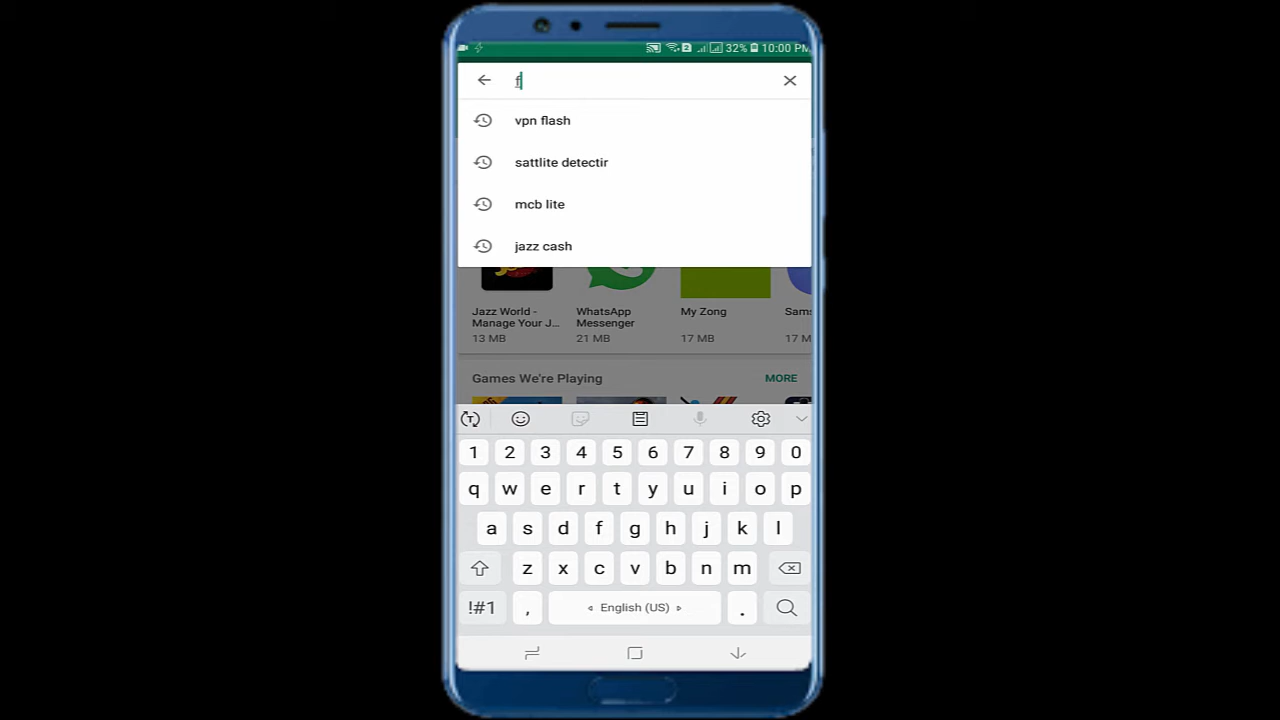 32% 10:00 PM
f
vpn flash
sattlite detectir
mcb lite
jazz cash
Jazz World -
Manage Your J...
13 MB
WhatsApp
Messenger
21 MB
My Zong
17 MB
Sams
17 M
Games We're Playing
MORE
1 2 3 4 5 6 7 8 9 0
q w e r t y u i o p
a s d f g h j k l
z x c v b n m
!#1 , English (US) .